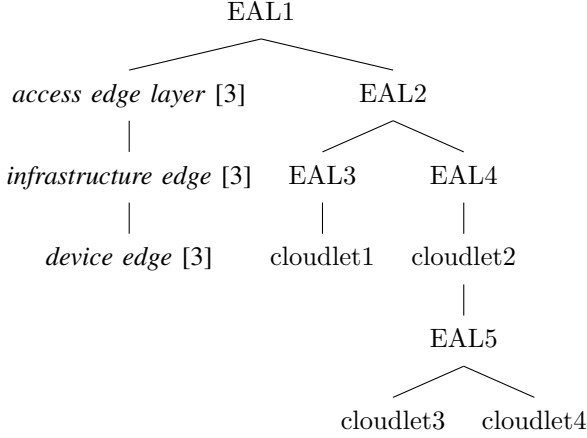 EAL1
access edge layer [3] EAL2
infrastructure edge [3] EAL3 EAL4
device edge [3] cloudlet1 cloudlet2
EAL5
cloudlet3 cloudlet4